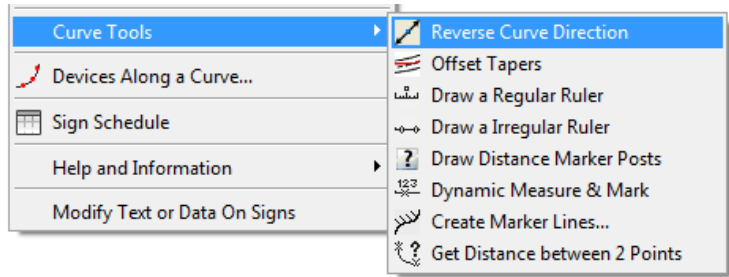 Curve Tools
Devices Along a Curve...
Sign Schedule
Help and Information
Modify Text or Data On Signs
Reverse Curve Direction
Offset Tapers
Draw a Regular Ruler
Draw a Irregular Ruler
? Draw Distance Marker Posts
123 Dynamic Measure & Mark
Create Marker Lines...
? Get Distance between 2 Points